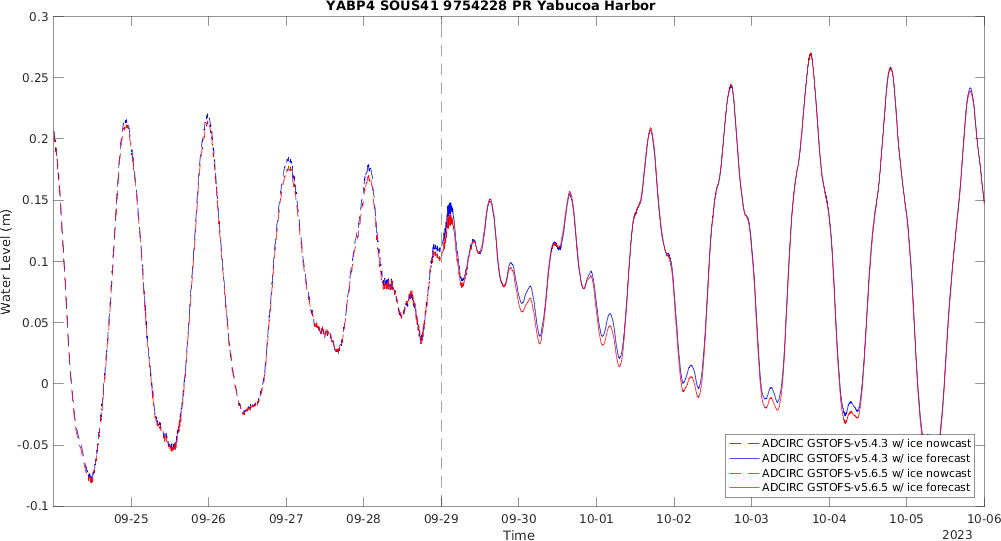 YABP4 SOUS41 9754228 PR Yabucoa Harbor
0.3
0.25
0.2
0.15
0.1
0.05
0
-0.05
-0.1
Water Level (m)
ADCIRC GSTOFS-v5.4.3 w/ ice nowcast
ADCIRC GSTOFS-v5.4.3 w/ ice forecast
ADCIRC GSTOFS-v5.6.5 w/ ice nowcast
ADCIRC GSTOFS-v5.6.5 w/ ice forecast
09-25 09-26 09-27 09-28 09-29 09-30 10-01 10-02 10-03 10-04 10-05 10-06
Time
2023